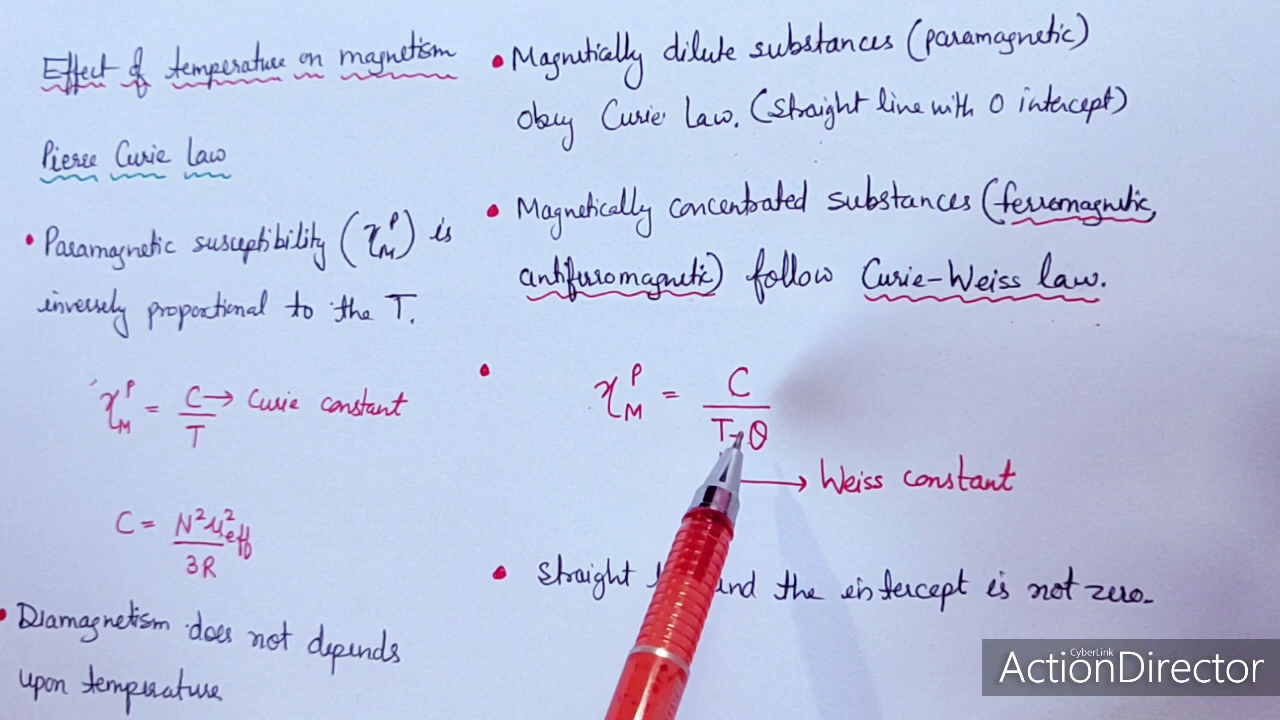 Effect of temperature on magnetism
Pierre Curie Law
• Paramagnetic susceptibility (χ_M^P) is
inversely proportional to the T.
χ_M^P = C/T → Curie constant
C = N²μ²eff / 3R
• Diamagnetism does not depends
upon temperature
• Magnetically dilute substances (paramagnetic)
obey Curie Law. (straight line with 0 intercept)
• Magnetically concentrated substances (ferromagnetic,
antiferromagnetic) follow Curie-Weiss law.
• χ_M^P = C / T-θ
→ Weiss constant
• Straight and the intercept is not zero.
CyberLink
ActionDirector